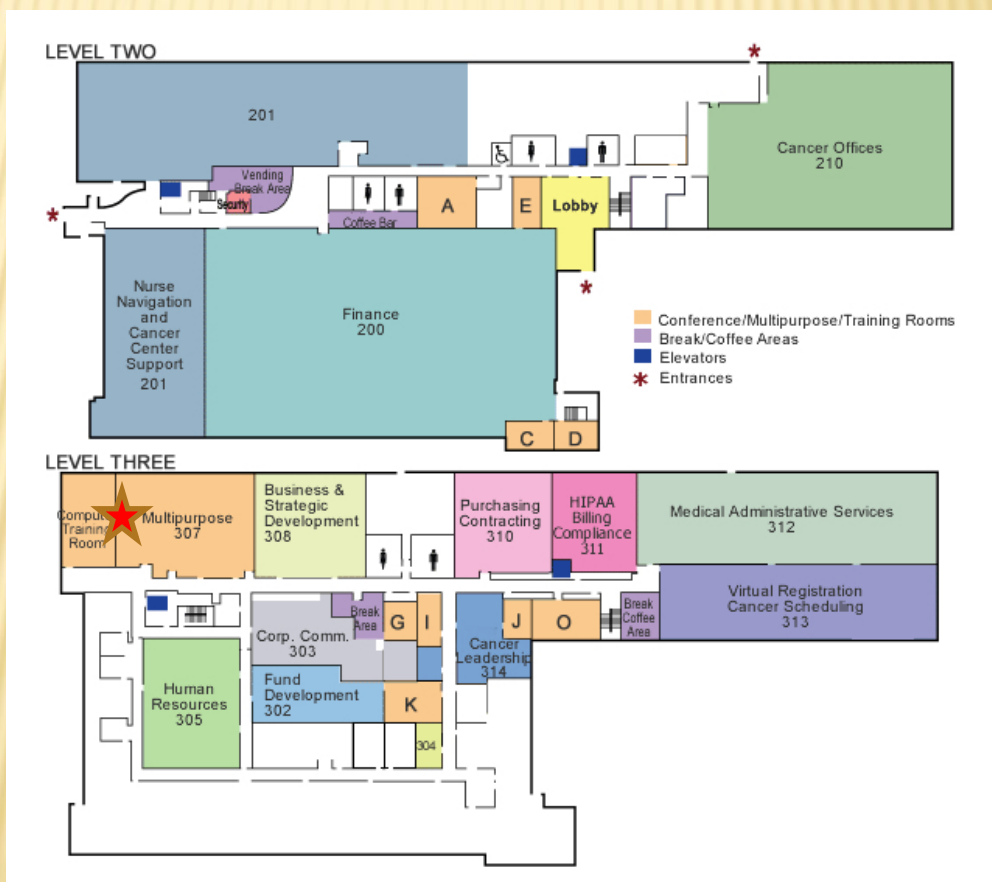 LEVEL TWO
201
Cancer Offices
210
Vending
Break Area
Security
Coffee Bar
A
E
Lobby
Nurse
Navigation
and
Cancer
Center
Support
201
Finance
200
Conference/Multipurpose/Training Rooms
Break/Coffee Areas
Elevators
Entrances
C
D
LEVEL THREE
Training
Room
Multipurpose
307
Business &
Strategic
Development
308
Purchasing
Contracting
310
HIPAA
Billing
Compliance
311
Medical Administrative Services
312
Virtual Registration
Cancer Scheduling
313
Break
Area
G
I
J
O
Break
Coffee
Area
Corp. Comm.
303
Cancer
Leadership
314
Human
Resources
305
Fund
Development
302
K
304